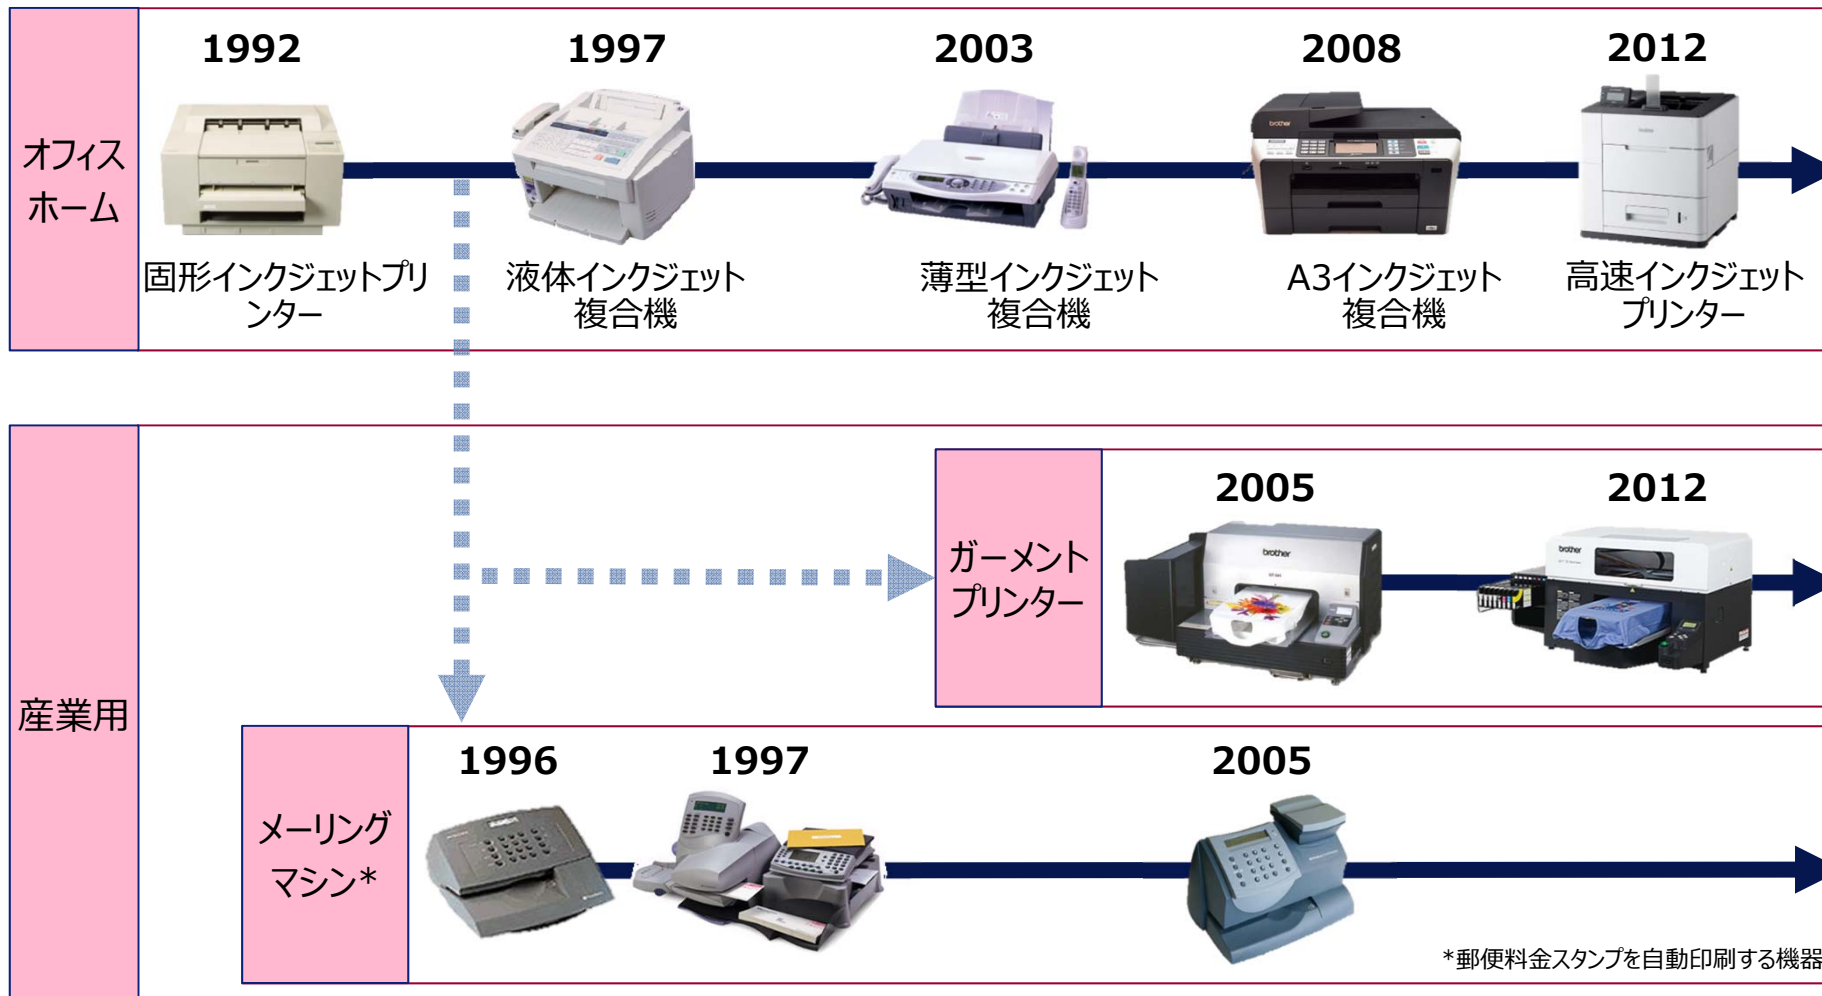 1992
1997
2003
2008
2012
オフィス
ホーム
brother
固形インクジェットプリ
ンター
液体インクジェット
複合機
薄型インクジェット
複合機
A3インクジェット
複合機
高速インクジェット
プリンター
産業用
ガーメント
プリンター
2005
2012
brother
brother
メーリング
マシン*
1996
1997
2005
*郵便料金スタンプを自動印刷する機器